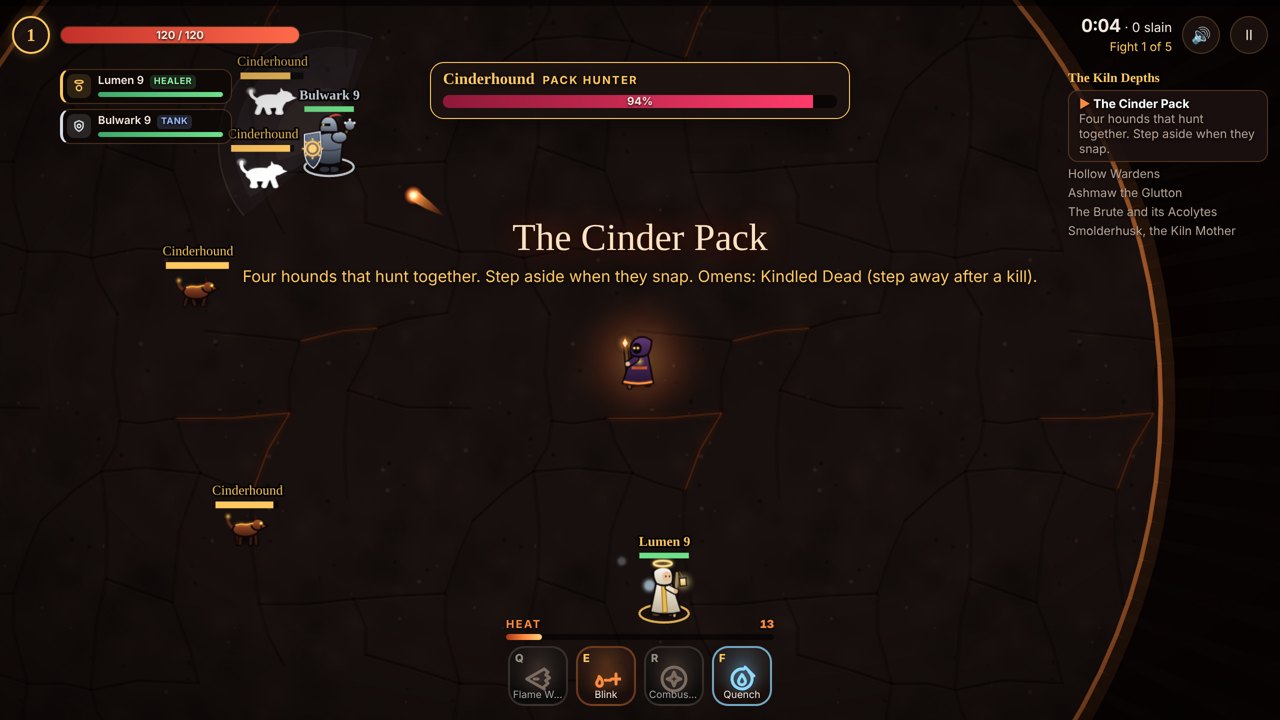 1
120 / 120
Lumen 9 HEALER
Bulwark 9 TANK
Cinderhound
Bulwark 9
Cinderhound
Cinderhound
Cinderhound
Cinderhound PACK HUNTER
94%
0:04 · 0 slain
Fight 1 of 5
The Kiln Depths
The Cinder Pack
Four hounds that hunt
together. Step aside when they
snap.
Hollow Wardens
Ashmaw the Glutton
The Brute and its Acolytes
Smolderhusk, the Kiln Mother
The Cinder Pack
Four hounds that hunt together. Step aside when they snap. Omens: Kindled Dead (step away after a kill).
Lumen 9
HEAT 13
Q E R F
Flame W... Blink Combus... Quench